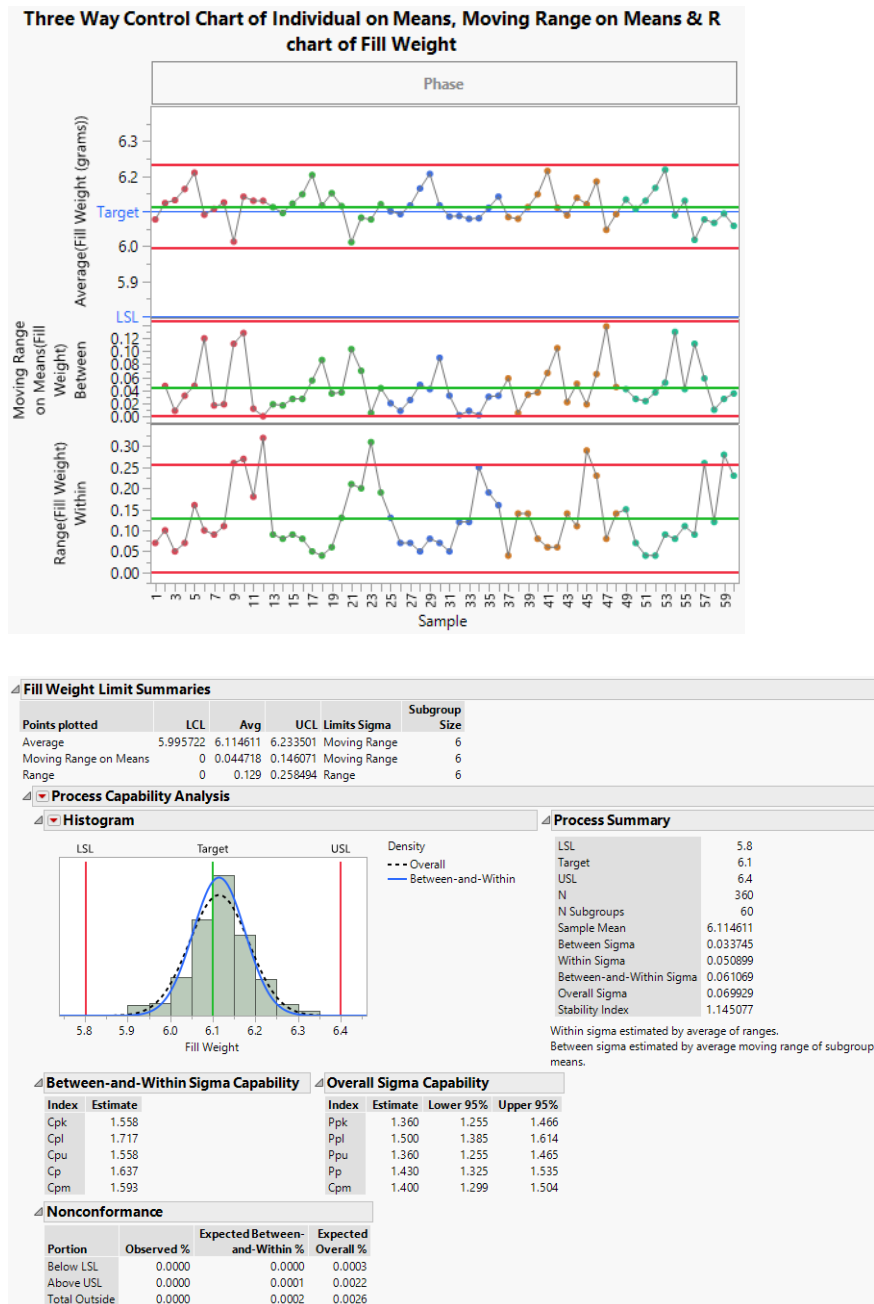 Three Way Control Chart of Individual on Means, Moving Range on Means & R
chart of Fill Weight
Phase
Average(Fill Weight (grams))
6.3
6.2
Target
6.0
5.9
LSL
Moving Range
on Means(Fill
Weight)
Between
0.12
0.10
0.08
0.06
0.04
0.02
0.00
Range(Fill Weight)
Within
0.30
0.25
0.20
0.15
0.10
0.05
0.00
1 3 5 7 9 11 13 15 17 19 21 23 25 27 29 31 33 35 37 39 41 43 45 47 49 51 53 55 57 59
Sample
Fill Weight Limit Summaries
Subgroup
Points plotted LCL Avg UCL Limits Sigma Size
Average 5.995722 6.114611 6.233501 Moving Range 6
Moving Range on Means 0 0.044718 0.146071 Moving Range 6
Range 0 0.129 0.258494 Range 6
Process Capability Analysis
Histogram
LSL Target USL
Density
Overall
Between-and-Within
5.8 5.9 6.0 6.1 6.2 6.3 6.4
Fill Weight
Process Summary
LSL 5.8
Target 6.1
USL 6.4
N 360
N Subgroups 60
Sample Mean 6.114611
Between Sigma 0.033745
Within Sigma 0.050899
Between-and-Within Sigma 0.061069
Overall Sigma 0.069929
Stability Index 1.145077
Within sigma estimated by average of ranges.
Between sigma estimated by average moving range of subgroup
means.
Between-and-Within Sigma Capability
Index Estimate
Cpk 1.558
Cpl 1.717
Cpu 1.558
Cp 1.637
Cpm 1.593
Overall Sigma Capability
Index Estimate Lower 95% Upper 95%
Ppk 1.360 1.255 1.466
Ppl 1.500 1.385 1.614
Ppu 1.360 1.255 1.465
Pp 1.430 1.325 1.535
Cpm 1.400 1.299 1.504
Nonconformance
Expected Between- Expected
Portion Observed % and-Within % Overall %
Below LSL 0.0000 0.0000 0.0003
Above USL 0.0000 0.0001 0.0022
Total Outside 0.0000 0.0002 0.0026